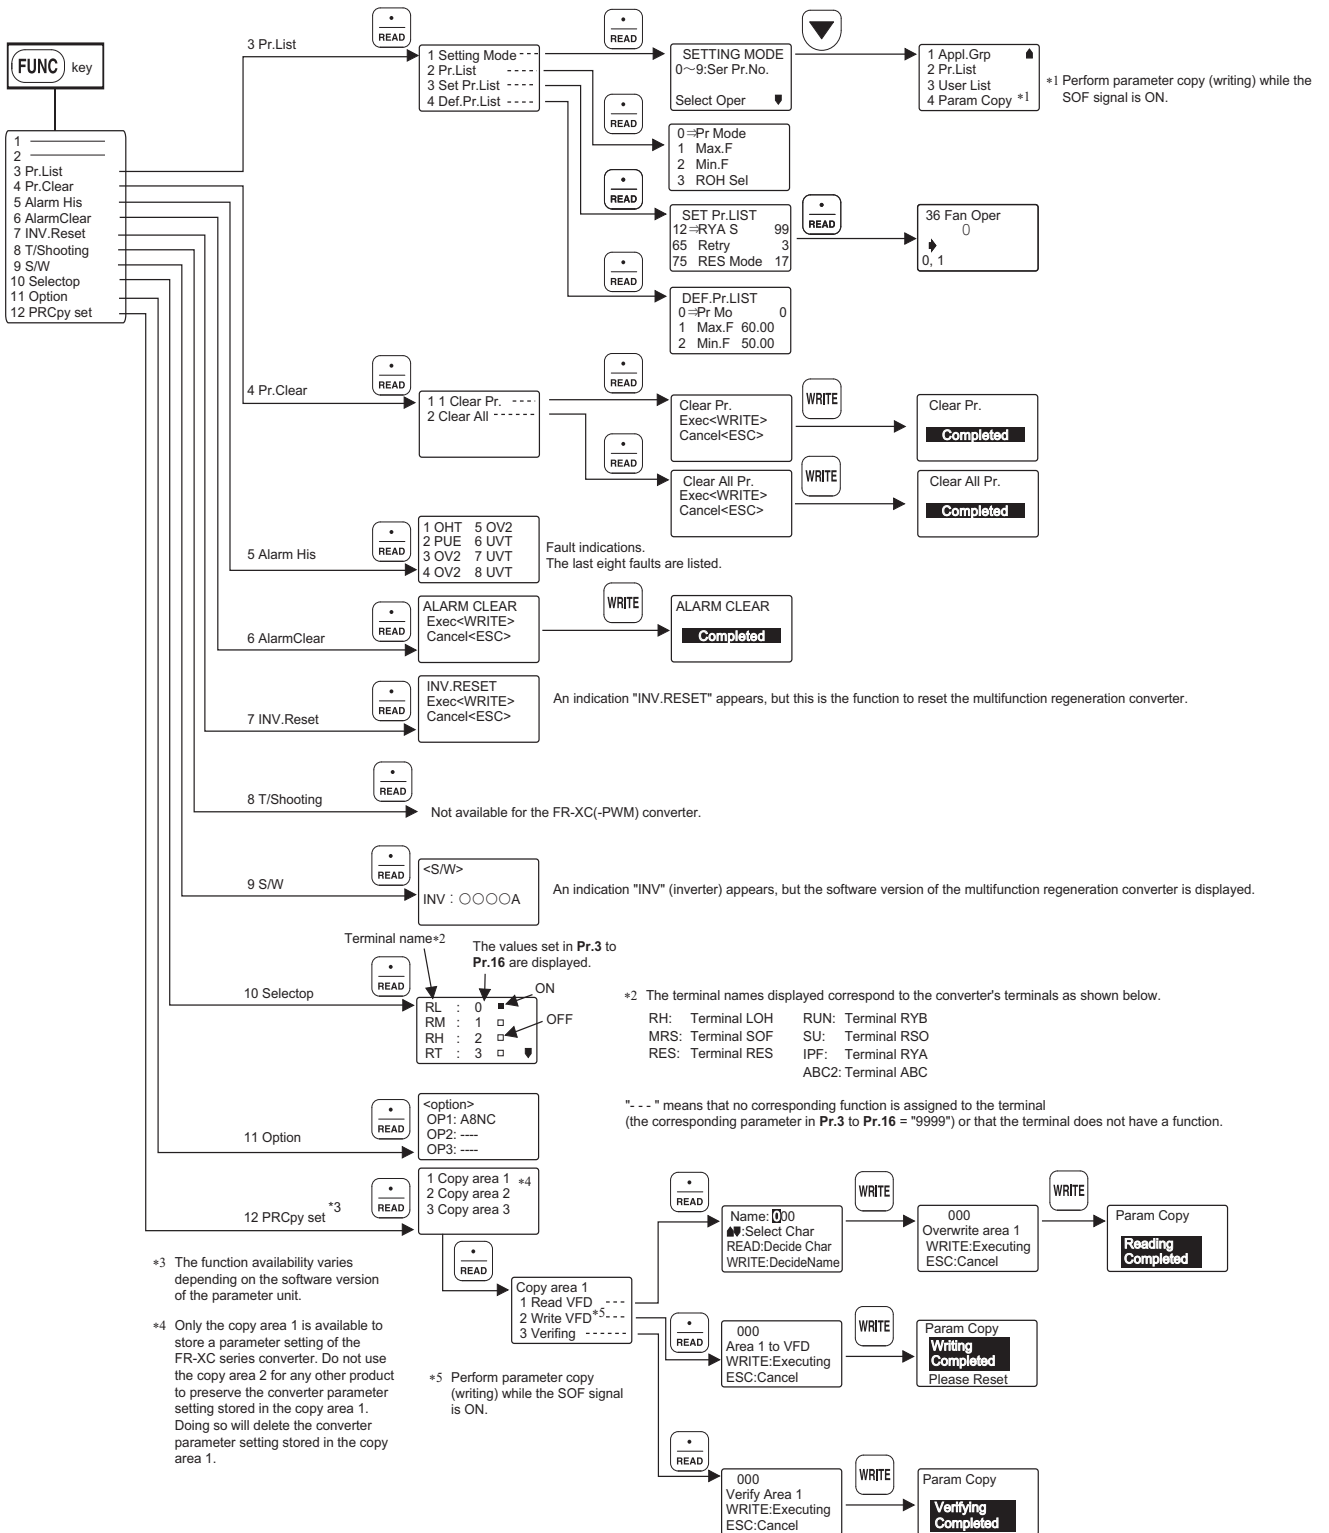 FUNC key
1
2
3 Pr.List
4 Pr.Clear
5 Alarm His
6 AlarmClear
7 INV.Reset
8 T/Shooting
9 S/W
10 Selectop
11 Option
12 PRCpy set
3 Pr.List
READ
1 Setting Mode - - -
2 Pr.List - - - -
3 Set Pr.List - - - -
4 Def.Pr.List - - - -
READ
SETTING MODE
0～9:Ser Pr.No.
Select Oper
1 Appl.Grp
2 Pr.List
3 User List
4 Param Copy *1
*1 Perform parameter copy (writing) while the
SOF signal is ON.
READ
0⇒Pr Mode
1 Max.F
2 Min.F
3 ROH Sel
READ
SET Pr.LIST
12⇒RYA S 99
65 Retry 3
75 RES Mode 17
READ
36 Fan Oper
0
0, 1
READ
DEF.Pr.LIST
0⇒Pr Mo 0
1 Max.F 60.00
2 Min.F 50.00
4 Pr.Clear
READ
1 1 Clear Pr. - - - -
2 Clear All - - - - - -
READ
Clear Pr.
Exec<WRITE>
Cancel<ESC>
WRITE
Clear Pr.
Completed
READ
Clear All Pr.
Exec<WRITE>
Cancel<ESC>
WRITE
Clear All Pr.
Completed
5 Alarm His
READ
1 OHT 5 OV2
2 PUE 6 UVT
3 OV2 7 UVT
4 OV2 8 UVT
Fault indications.
The last eight faults are listed.
6 AlarmClear
READ
ALARM CLEAR
Exec<WRITE>
Cancel<ESC>
WRITE
ALARM CLEAR
Completed
7 INV.Reset
READ
INV.RESET
Exec<WRITE>
Cancel<ESC>
An indication "INV.RESET" appears, but this is the function to reset the multifunction regeneration converter.
8 T/Shooting
READ
Not available for the FR-XC(-PWM) converter.
9 S/W
READ
<S/W>
INV : ○○○○A
An indication "INV" (inverter) appears, but the software version of the multifunction regeneration converter is displayed.
10 Selectop
READ
Terminal name*2
The values set in Pr.3 to
Pr.16 are displayed.
RL : 0 ■
RM : 1 □
RH : 2 □
RT : 3 □
ON
OFF
*2 The terminal names displayed correspond to the converter's terminals as shown below.
RH: Terminal LOH RUN: Terminal RYB
MRS: Terminal SOF SU: Terminal RSO
RES: Terminal RES IPF: Terminal RYA
ABC2: Terminal ABC
"- - - " means that no corresponding function is assigned to the terminal
(the corresponding parameter in Pr.3 to Pr.16 = "9999") or that the terminal does not have a function.
11 Option
READ
<option>
OP1: A8NC
OP2: ----
OP3: ----
12 PRCpy set *3
READ
1 Copy area 1 *4
2 Copy area 2
3 Copy area 3
READ
Copy area 1
1 Read VFD - - -
2 Write VFD*5 - - -
3 Verifing - - - - - -
READ
Name: 000
:Select Char
READ:Decide Char
WRITE:DecideName
WRITE
000
Overwrite area 1
WRITE:Executing
ESC:Cancel
WRITE
Param Copy
Reading
Completed
READ
000
Area 1 to VFD
WRITE:Executing
ESC:Cancel
WRITE
Param Copy
Writing
Completed
Please Reset
READ
000
Verify Area 1
WRITE:Executing
ESC:Cancel
WRITE
Param Copy
Verifying
Completed
*3 The function availability varies
depending on the software version
of the parameter unit.
*4 Only the copy area 1 is available to
store a parameter setting of the
FR-XC series converter. Do not use
the copy area 2 for any other product
to preserve the converter parameter
setting stored in the copy area 1.
Doing so will delete the converter
parameter setting stored in the copy
area 1.
*5 Perform parameter copy
(writing) while the SOF signal
is ON.